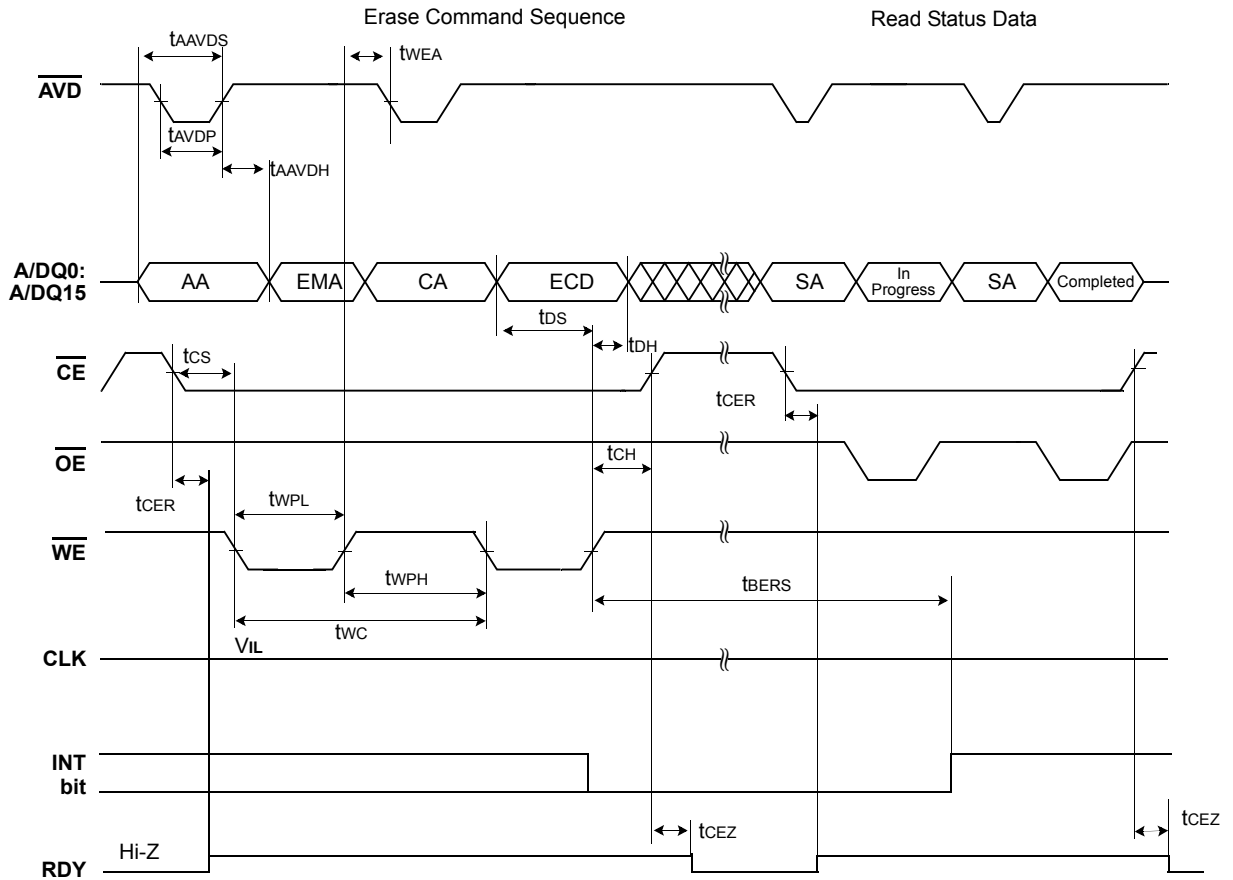 Erase Command Sequence
Read Status Data
tAAVDS
tWEA
AVD
tAVDP
tAAVDH
A/DQ0:
A/DQ15
AA
EMA
CA
ECD
SA
In
Progress
SA
Completed
tDS
tDH
tCS
CE
tCER
OE
tCH
tCER
tWPL
WE
tWPH
tBERS
tWC
VIL
CLK
INT
bit
tCEZ
tCEZ
Hi-Z
RDY